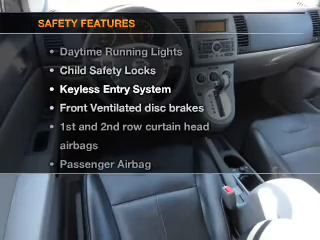 SAFETY FEATURES
• Daytime Running Lights
• Child Safety Locks
• Keyless Entry System
• Front Ventilated disc brakes
• 1st and 2nd row curtain head
airbags
• Passenger Airbag